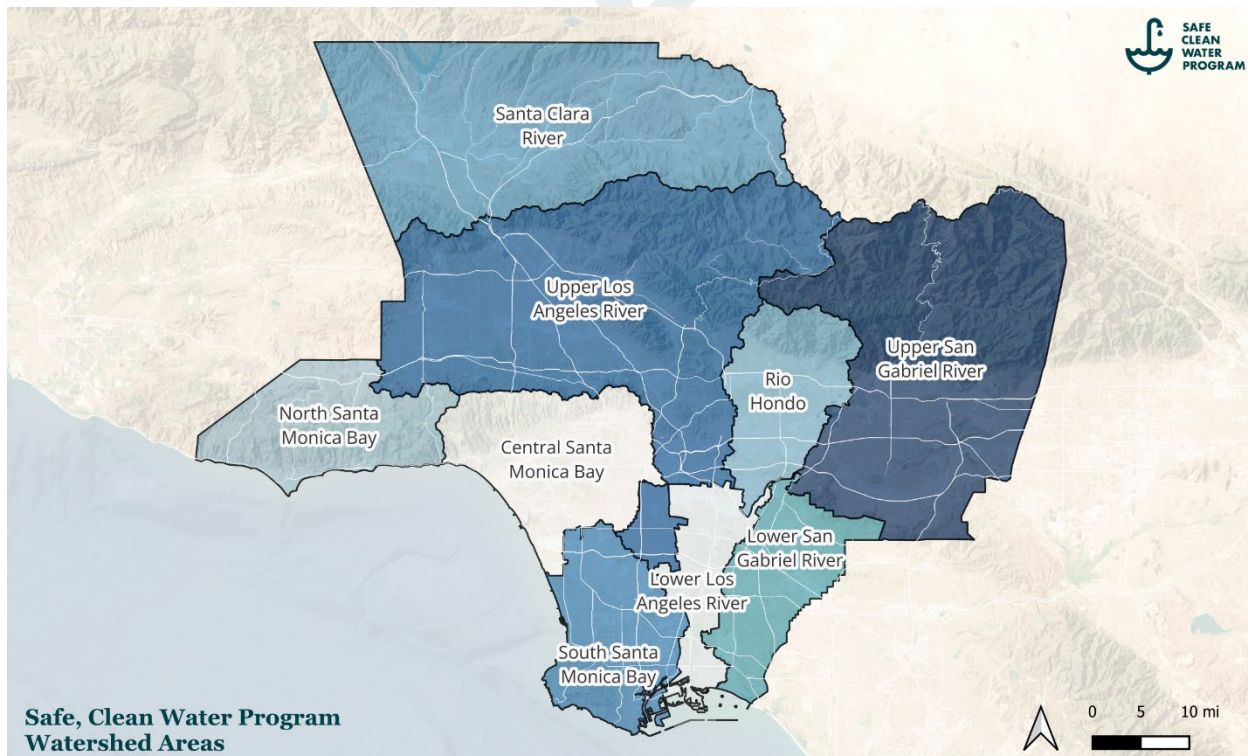 SAFE
CLEAN
WATER
PROGRAM
Santa Clara
River
Upper Los
Angeles River
Upper San
Gabriel River
Rio
Hondo
North Santa
Monica Bay
Central Santa
Monica Bay
Lower San
Gabriel River
Lower Los
Angeles River
South Santa
Monica Bay
Safe, Clean Water Program
Watershed Areas
0 5 10 mi